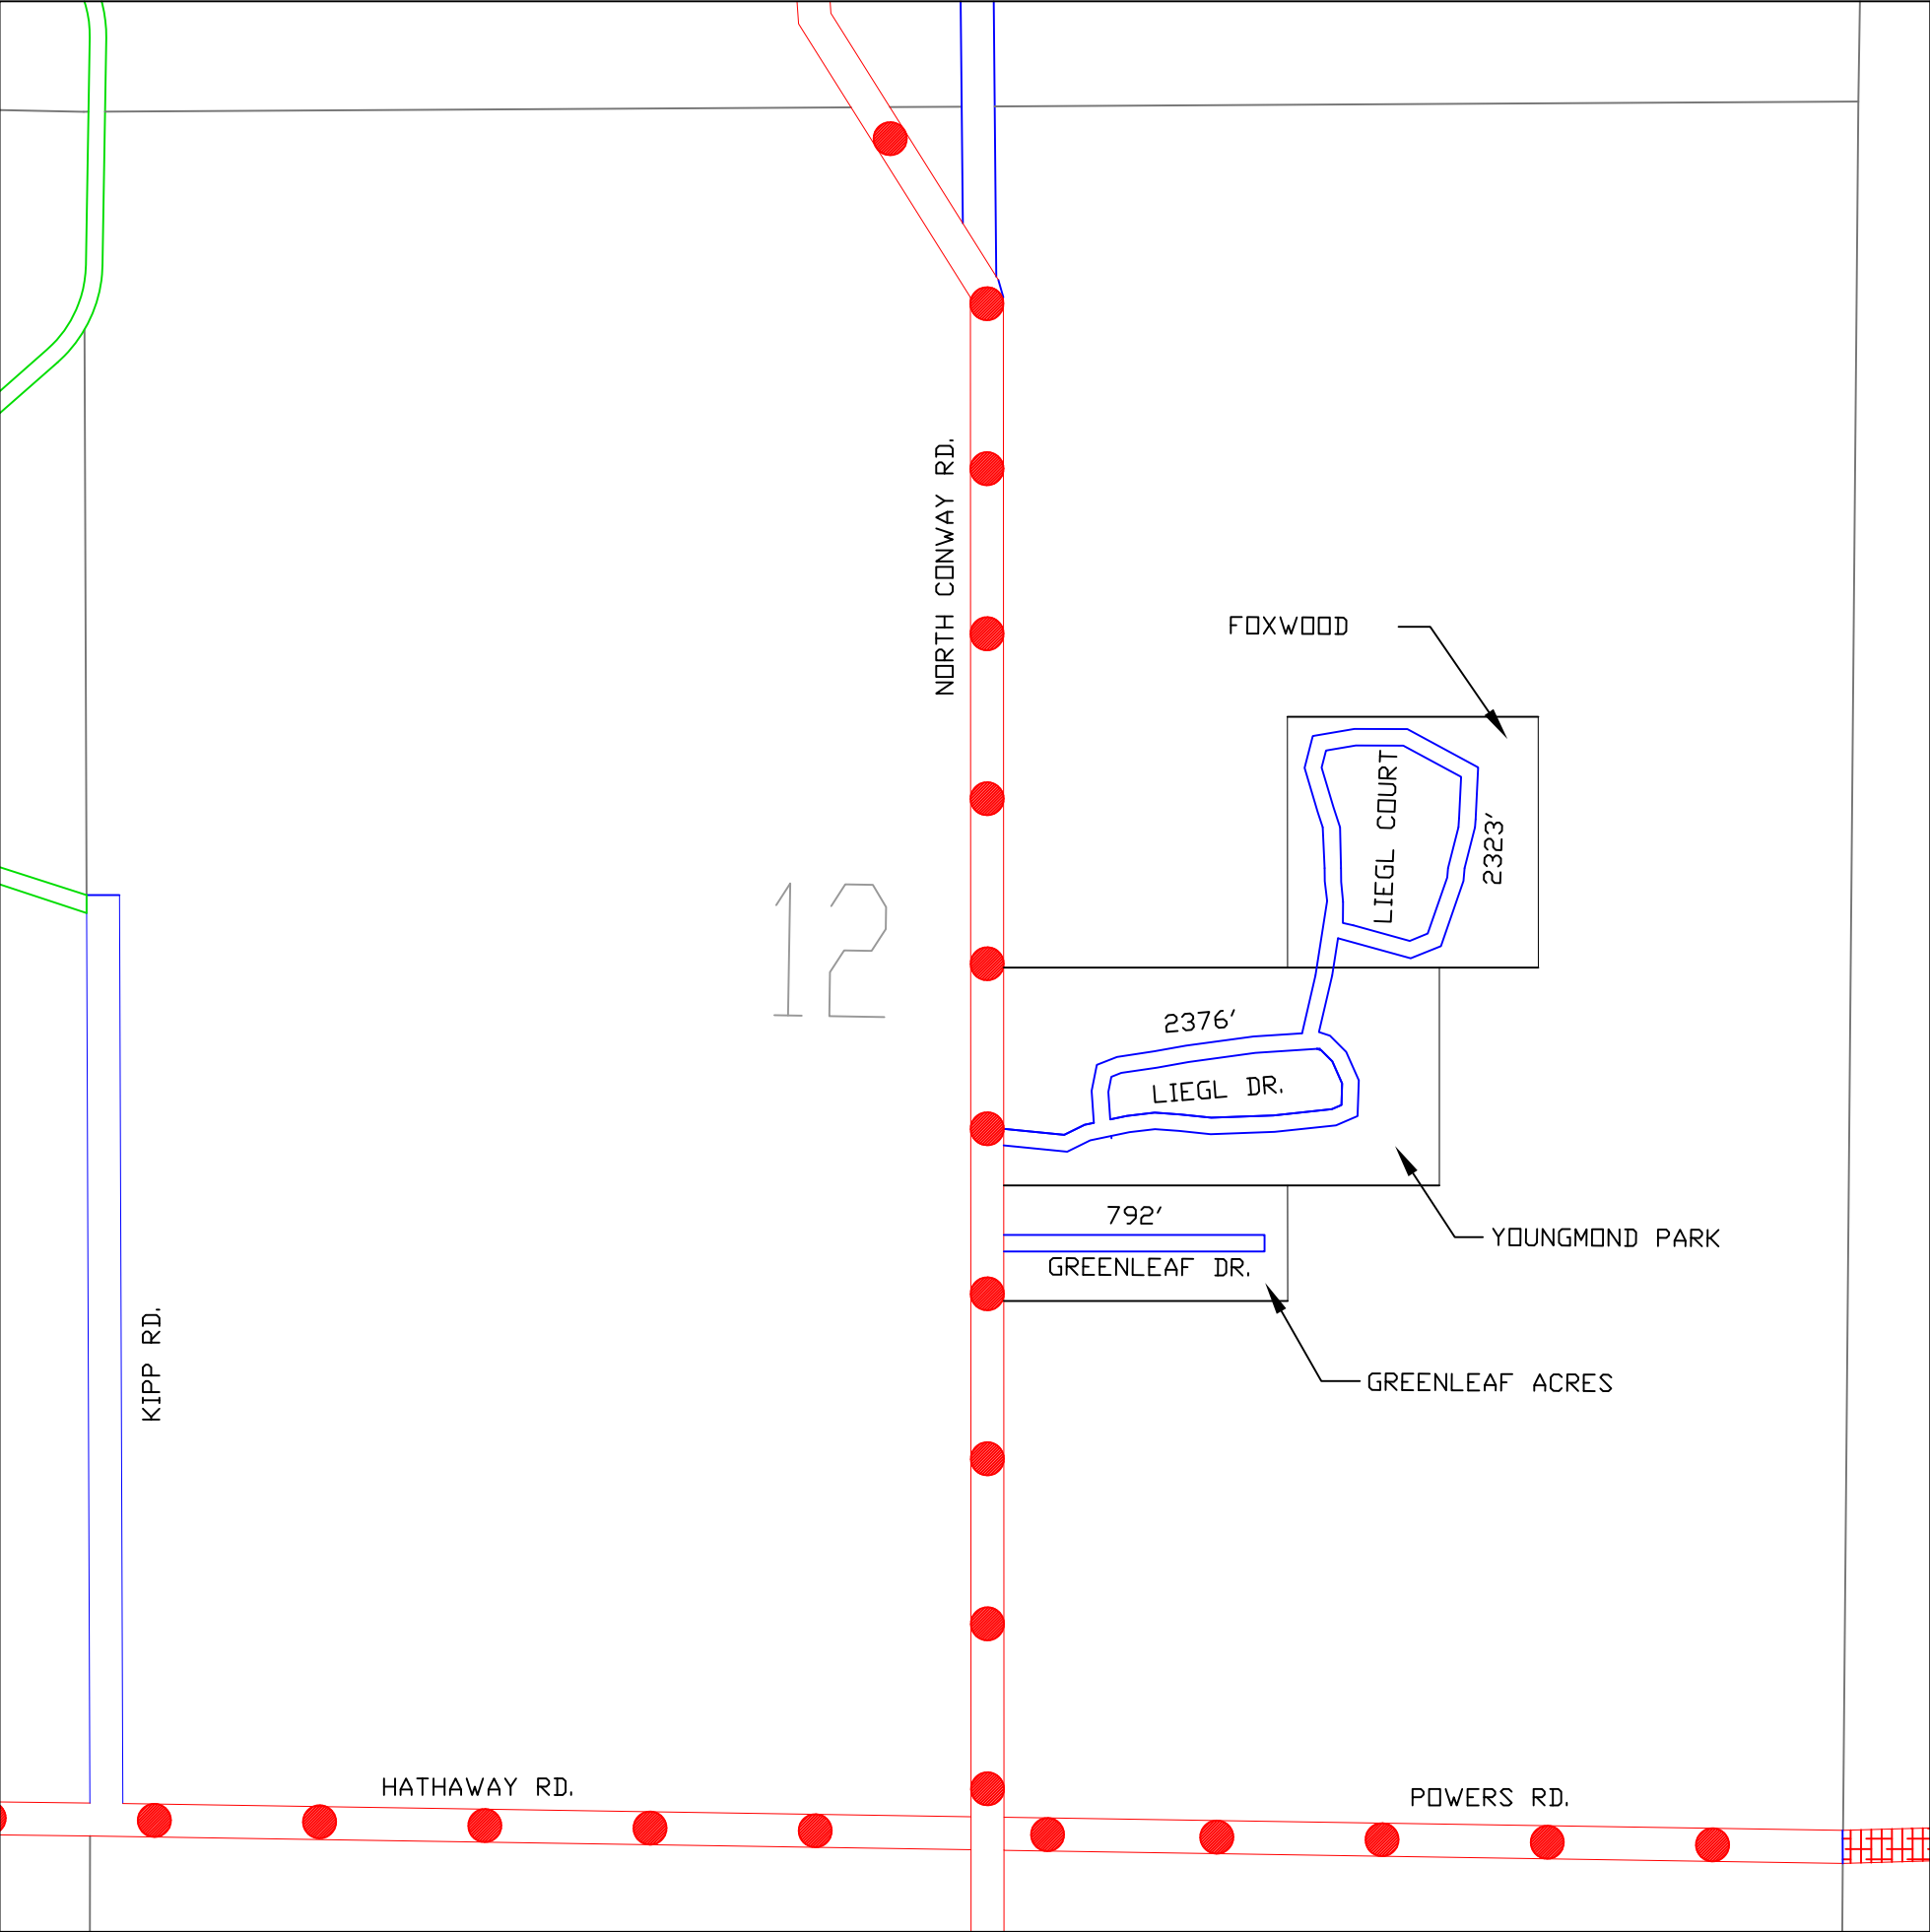 NORTH CONWAY RD.
FOXWOOD
LIEGL COURT
2323'
12
2376'
LIEGL DR.
792'
GREENLEAF DR.
YOUNGMOND PARK
GREENLEAF ACRES
KIPP RD.
HATHAWAY RD.
POWERS RD.